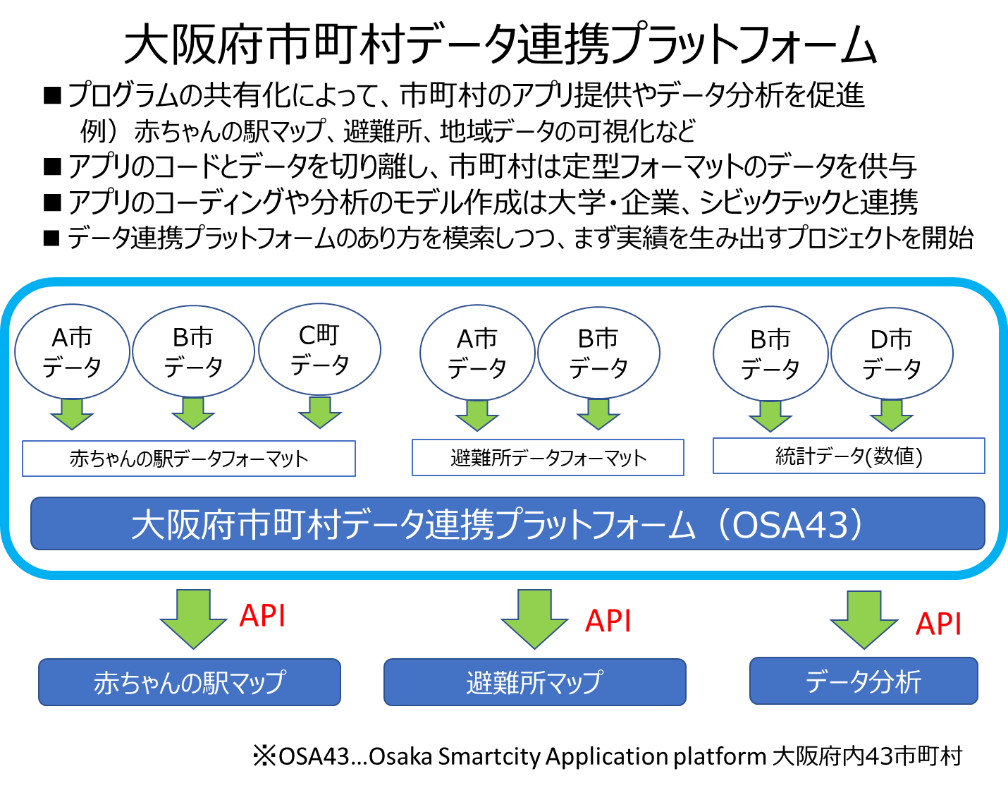 大阪府市町村データ連携プラットフォーム
■ プログラムの共有化によって、市町村のアプリ提供やデータ分析を促進
例）赤ちゃんの駅マップ、避難所、地域データの可視化など
■ アプリのコードとデータを切り離し、市町村は定型フォーマットのデータを供与
■ アプリのコーディングや分析のモデル作成は大学・企業、シビックテックと連携
■ データ連携プラットフォームのあり方を模索しつつ、まず実績を生み出すプロジェクトを開始
A市
データ
B市
データ
C町
データ
A市
データ
B市
データ
B市
データ
D市
データ
赤ちゃんの駅データフォーマット
避難所データフォーマット
統計データ(数値)
大阪府市町村データ連携プラットフォーム（OSA43）
API
API
API
赤ちゃんの駅マップ
避難所マップ
データ分析
※OSA43…Osaka Smartcity Application platform 大阪府内43市町村